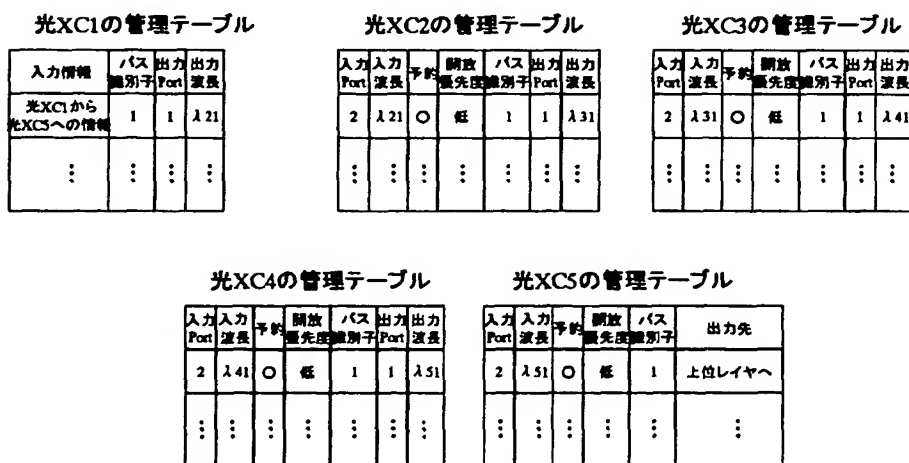 光XC1の管理テーブル
入力情報 パス識別子 出力Port 出力波長
光XC1から光XC5への情報 1 1 λ21
⋮ ⋮ ⋮ ⋮
光XC2の管理テーブル
入力Port 入力波長 予約 開放優先度 パス識別子 出力Port 出力波長
2 λ21 ○ 低 1 1 λ31
⋮ ⋮ ⋮ ⋮ ⋮ ⋮ ⋮
光XC3の管理テーブル
入力Port 入力波長 予約 開放優先度 パス識別子 出力Port 出力波長
2 λ31 ○ 低 1 1 λ41
⋮ ⋮ ⋮ ⋮ ⋮ ⋮ ⋮
光XC4の管理テーブル
入力Port 入力波長 予約 開放優先度 パス識別子 出力Port 出力波長
2 λ41 ○ 低 1 1 λ51
⋮ ⋮ ⋮ ⋮ ⋮ ⋮ ⋮
光XC5の管理テーブル
入力Port 入力波長 予約 開放優先度 パス識別子 出力先
2 λ51 ○ 低 1 上位レイヤへ
⋮ ⋮ ⋮ ⋮ ⋮ ⋮